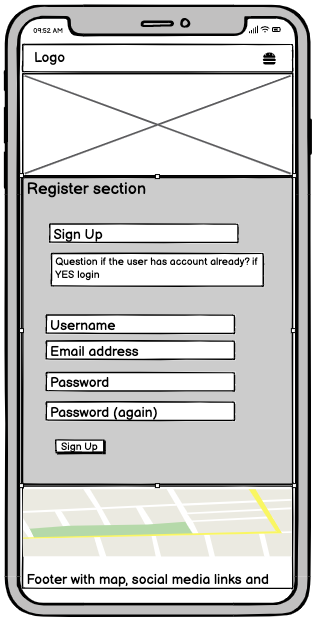 09:52 AM
Logo
Register section
Sign Up
Question if the user has account already? if
YES login
Username
Email address
Password
Password (again)
Sign Up
Footer with map, social media links and